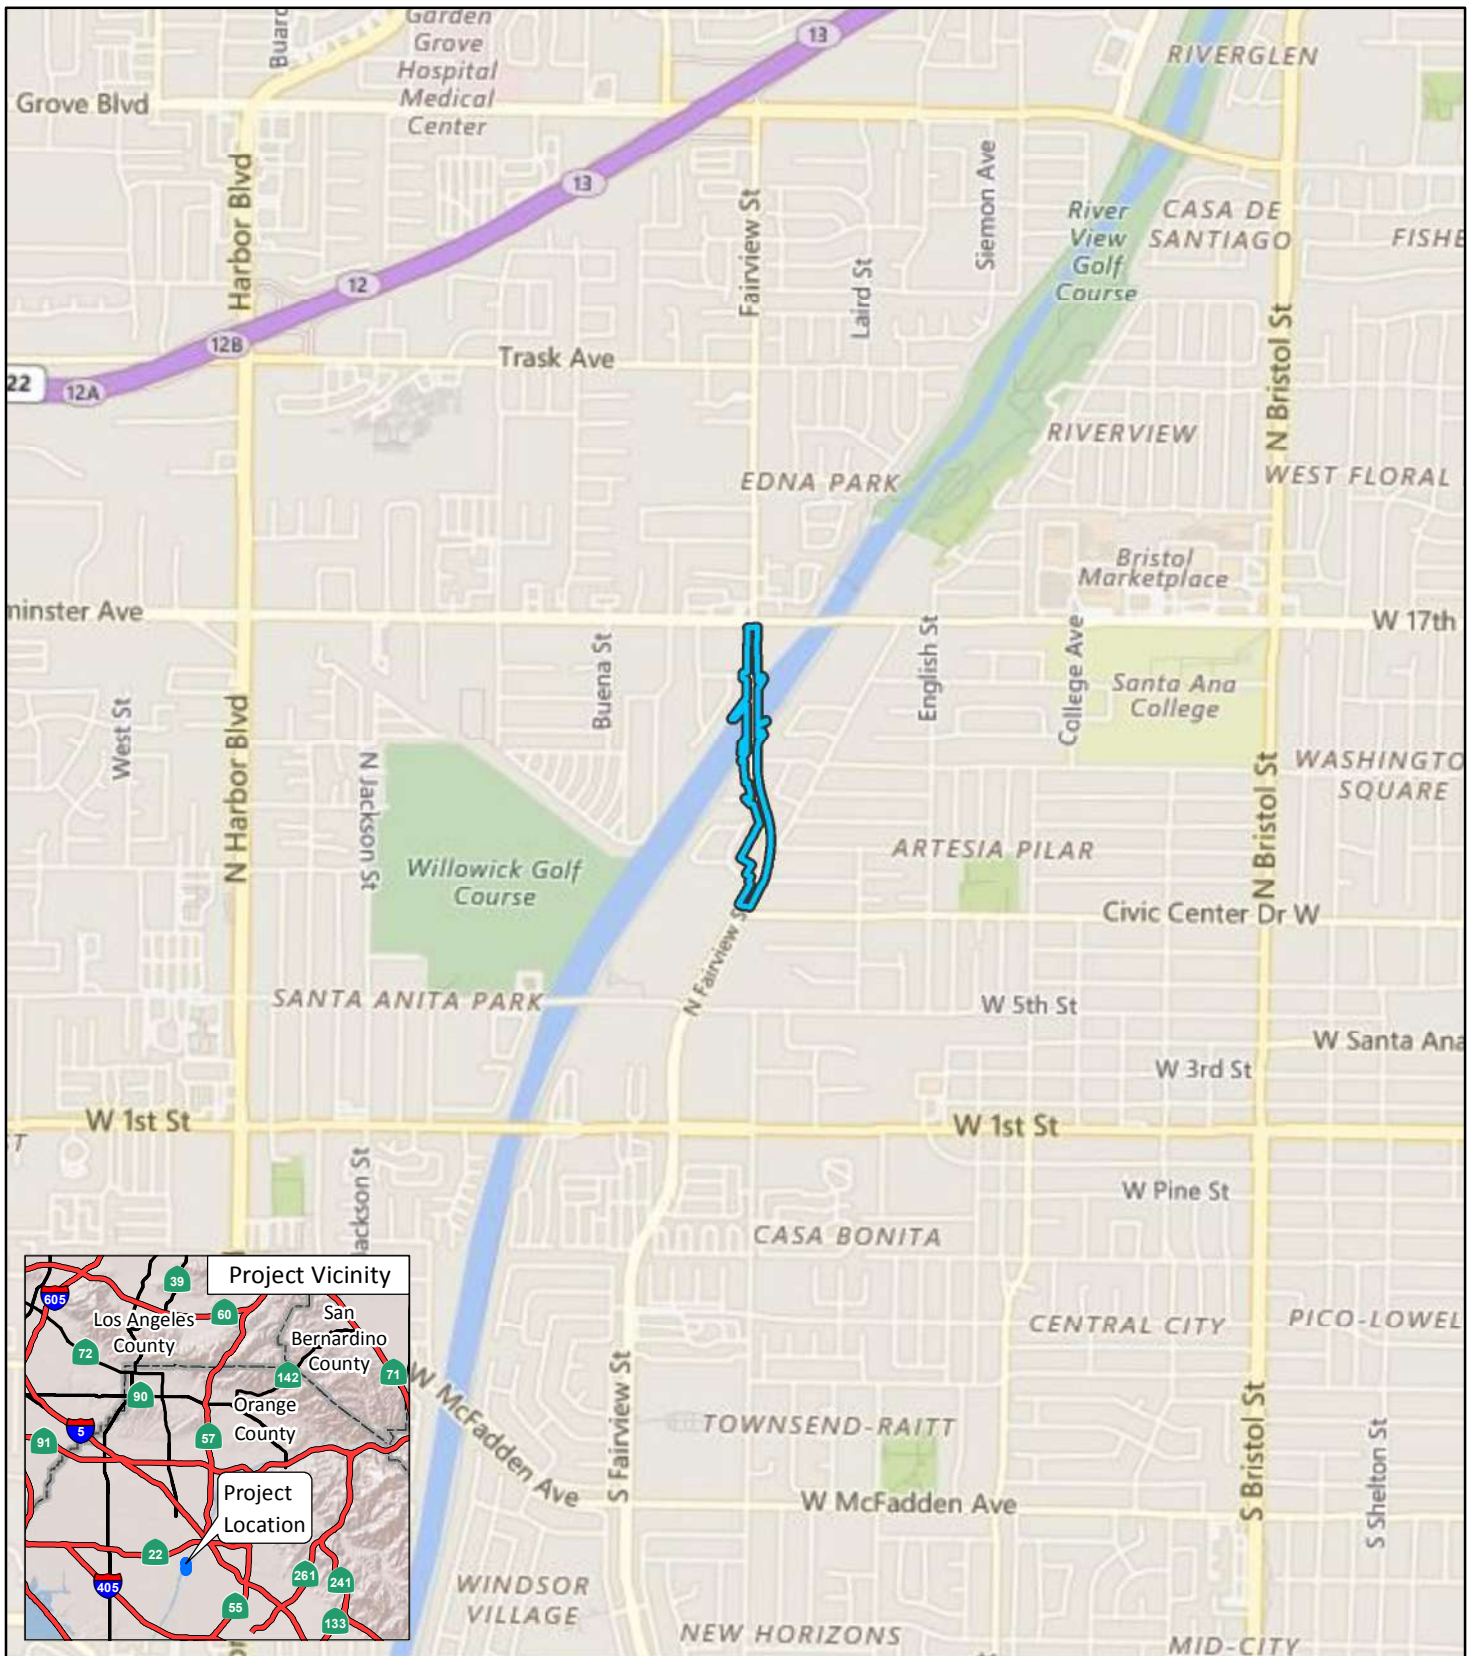 Buaro
Garden
Grove
Hospital
Medical
Center
13
RIVERGLEN
Grove Blvd
Harbor Blvd
13
Fairview St
Siemon Ave
Laird St
River
View
Golf
Course
CASA DE
SANTIAGO
FISHE
N Bristol St
12
12B
22
12A
Trask Ave
RIVERVIEW
EDNA PARK
WEST FLORAL
Bristol
Marketplace
minster Ave
W 17th
Buena St
English St
College Ave
Santa Ana
College
West St
N Harbor Blvd
N Jackson St
N Bristol St
WASHINGTO
SQUARE
Willowick Golf
Course
ARTESIA PILAR
Civic Center Dr W
N Fairview S
SANTA ANITA PARK
W 5th St
W Santa Ana
W 3rd St
W 1st St
W 1st St
ST
Jackson St
W Pine St
CASA BONITA
CENTRAL CITY
PICO-LOWEL
W McFadden Ave
S Fairview St
TOWNSEND-RAITT
S Bristol St
S Shelton St
W McFadden Ave
WINDSOR
VILLAGE
NEW HORIZONS
MID-CITY
Project Vicinity
605
39
60
Los Angeles
County
San
Bernardino
County
72
142
71
90
Orange
County
5
91
57
Project
Location
22
405
261
241
55
133